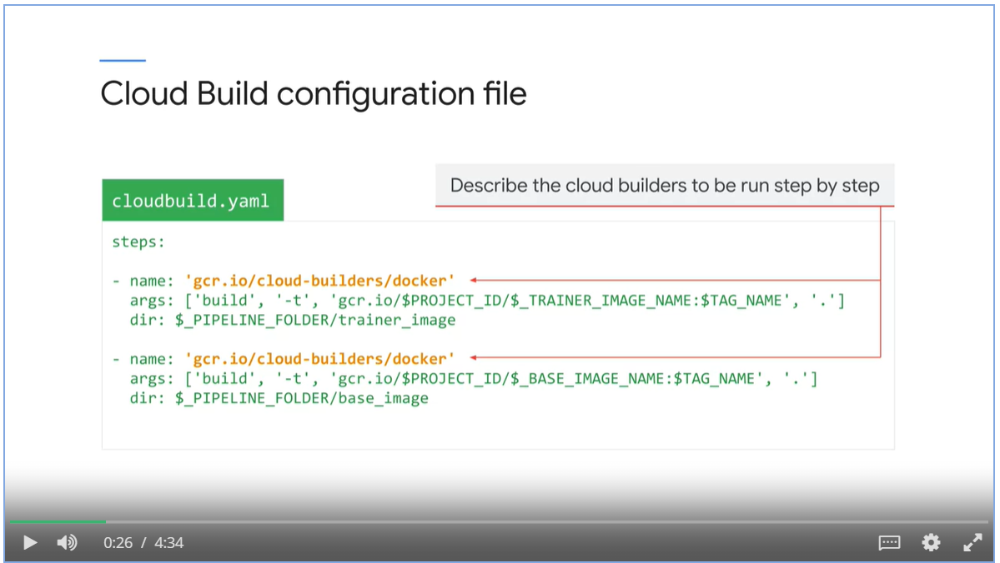 Cloud Build configuration file
Describe the cloud builders to be run step by step
cloudbuild.yaml
steps:
- name: 'gcr.io/cloud-builders/docker'
args: ['build', '-t', 'gcr.io/$PROJECT_ID/$_TRAINER_IMAGE_NAME:$TAG_NAME', '.']
dir: $_PIPELINE_FOLDER/trainer_image
- name: 'gcr.io/cloud-builders/docker'
args: ['build', '-t', 'gcr.io/$PROJECT_ID/$_BASE_IMAGE_NAME:$TAG_NAME', '.']
dir: $_PIPELINE_FOLDER/base_image
0:26 / 4:34